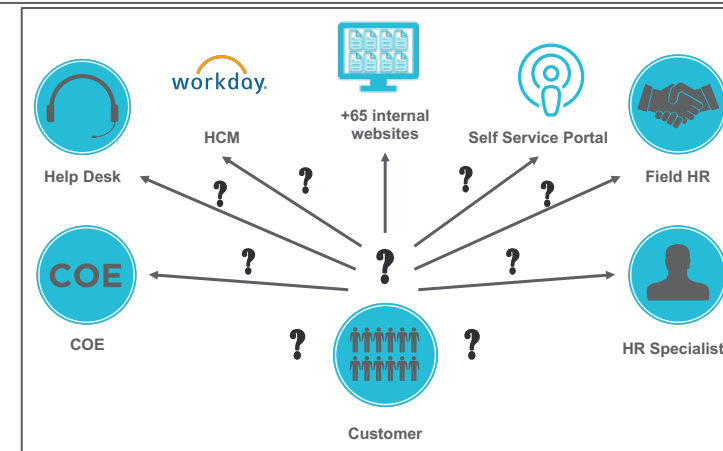 workday.
+65 internal
websites
HCM
Self Service Portal
Help Desk
Field HR
?
?
?
?
?
?
?
COE
COE
HR Specialist
?
?
Customer